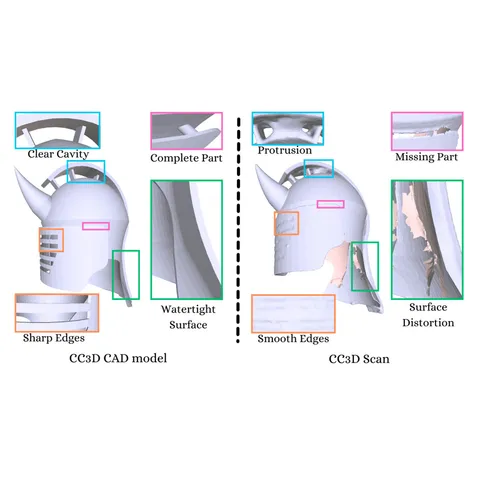 Clear Cavity
Complete Part
Protrusion
Missing Part
Sharp Edges
Watertight
Surface
Smooth Edges
Surface
Distortion
CC3D CAD model
CC3D Scan